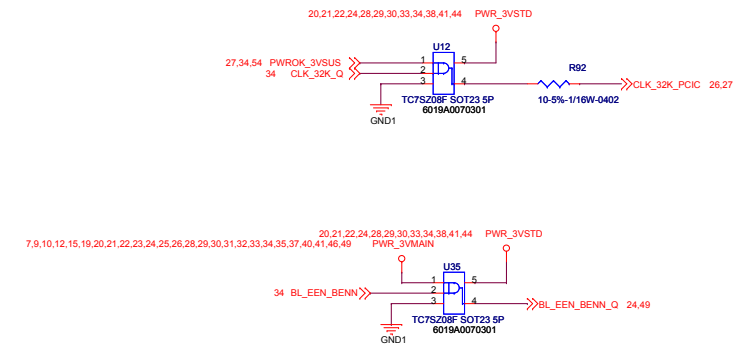 20,21,22,24,28,29,30,33,34,38,41,44 PWR_3VSTD
U12
27,34,54 PWROK_3VSUS 1 5
34 CLK_32K_Q 2
3 4
R92
CLK_32K_PCIC 26,27
TC7SZ08F SOT23 5P
6019A0070301
10-5%-1/16W-0402
GND1
20,21,22,24,28,29,30,33,34,38,41,44 PWR_3VSTD
7,9,10,12,15,19,20,21,22,23,24,25,26,28,29,30,31,32,33,34,35,37,40,41,46,49 PWR_3VMAIN
U35
1 5
34 BL_EEN_BENN 2
3 4 BL_EEN_BENN_Q 24,49
TC7SZ08F SOT23 5P
6019A0070301
GND1